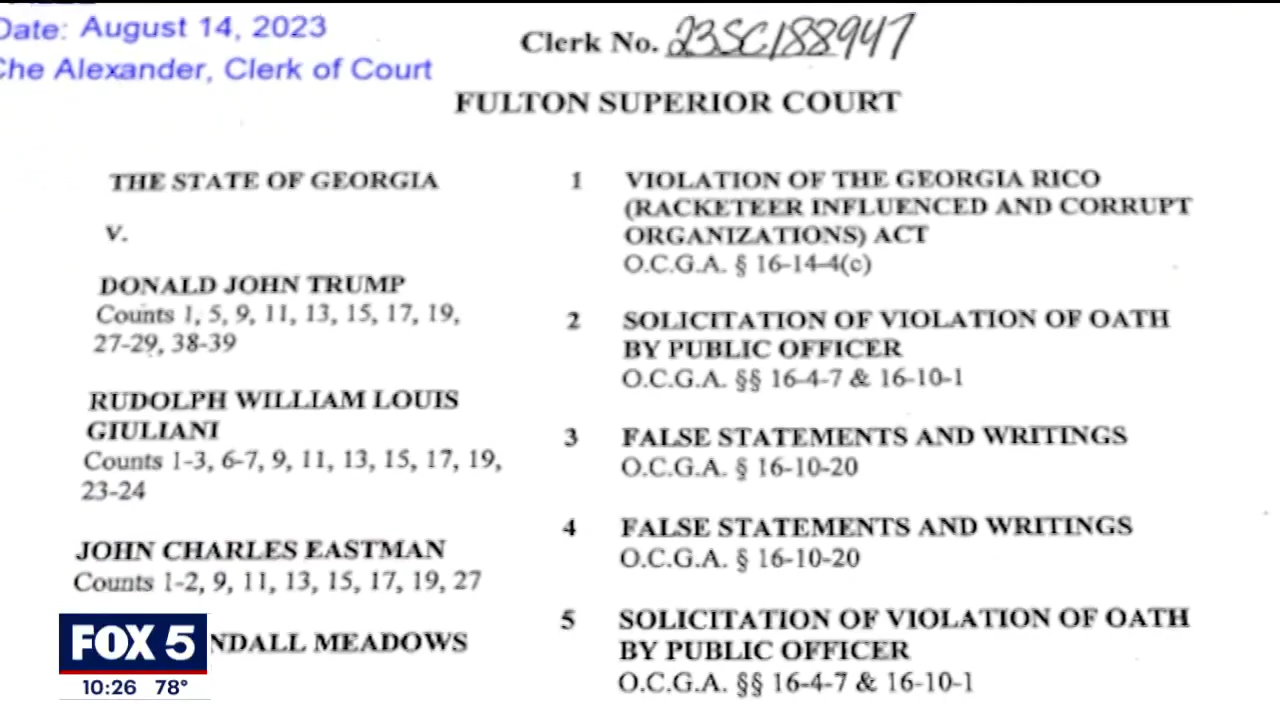 Date: August 14, 2023
Che Alexander, Clerk of Court
Clerk No. 23SC188947
FULTON SUPERIOR COURT
THE STATE OF GEORGIA
v.
DONALD JOHN TRUMP
Counts 1, 5, 9, 11, 13, 15, 17, 19,
27-29, 38-39
RUDOLPH WILLIAM LOUIS
GIULIANI
Counts 1-3, 6-7, 9, 11, 13, 15, 17, 19,
23-24
JOHN CHARLES EASTMAN
Counts 1-2, 9, 11, 13, 15, 17, 19, 27
NDALL MEADOWS
1 VIOLATION OF THE GEORGIA RICO
(RACKETEER INFLUENCED AND CORRUPT
ORGANIZATIONS) ACT
O.C.G.A. § 16-14-4(c)
2 SOLICITATION OF VIOLATION OF OATH
BY PUBLIC OFFICER
O.C.G.A. §§ 16-4-7 & 16-10-1
3 FALSE STATEMENTS AND WRITINGS
O.C.G.A. § 16-10-20
4 FALSE STATEMENTS AND WRITINGS
O.C.G.A. § 16-10-20
5 SOLICITATION OF VIOLATION OF OATH
BY PUBLIC OFFICER
O.C.G.A. §§ 16-4-7 & 16-10-1
FOX 5
10:26 78°